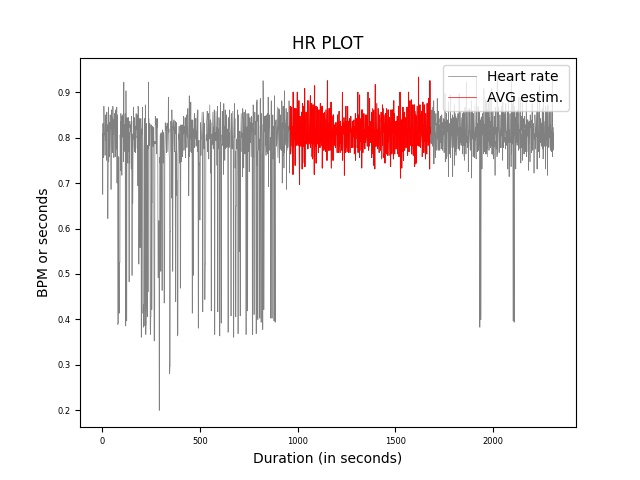 HR PLOT
Heart rate
AVG estim.
0.9
0.8
0.7
0.6
0.5
0.4
0.3
0.2
BPM or seconds
0 500 1000 1500 2000
Duration (in seconds)